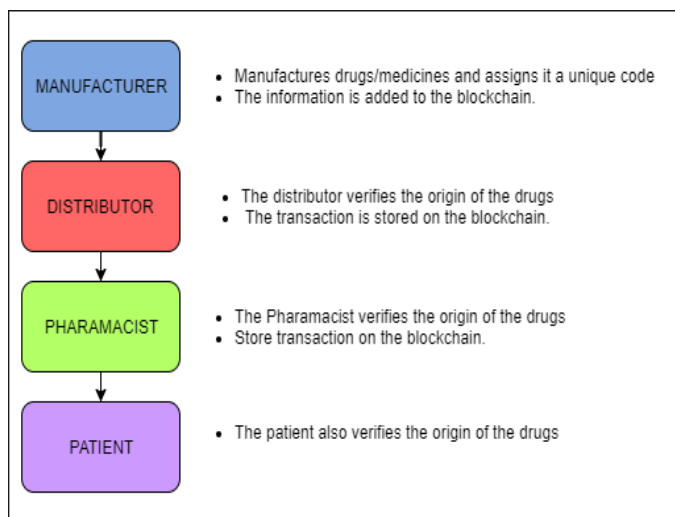 MANUFACTURER
• Manufactures drugs/medicines and assigns it a unique code
• The information is added to the blockchain.
DISTRIBUTOR
• The distributor verifies the origin of the drugs
• The transaction is stored on the blockchain.
PHARAMACIST
• The Pharamacist verifies the origin of the drugs
• Store transaction on the blockchain.
PATIENT
• The patient also verifies the origin of the drugs